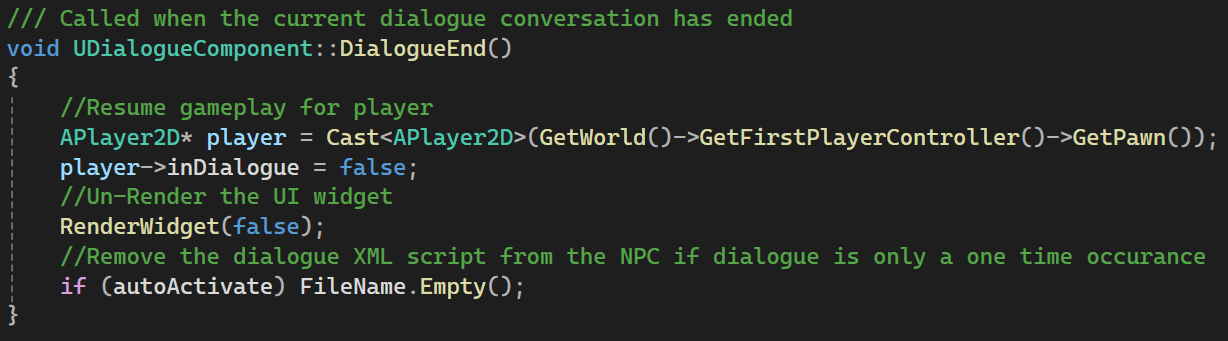 /// Called when the current dialogue conversation has ended
void UDialogueComponent::DialogueEnd()
{
//Resume gameplay for player
APlayer2D* player = Cast<APlayer2D>(GetWorld()->GetFirstPlayerController()->GetPawn());
player->inDialogue = false;
//Un-Render the UI widget
RenderWidget(false);
//Remove the dialogue XML script from the NPC if dialogue is only a one time occurance
if (autoActivate) FileName.Empty();
}